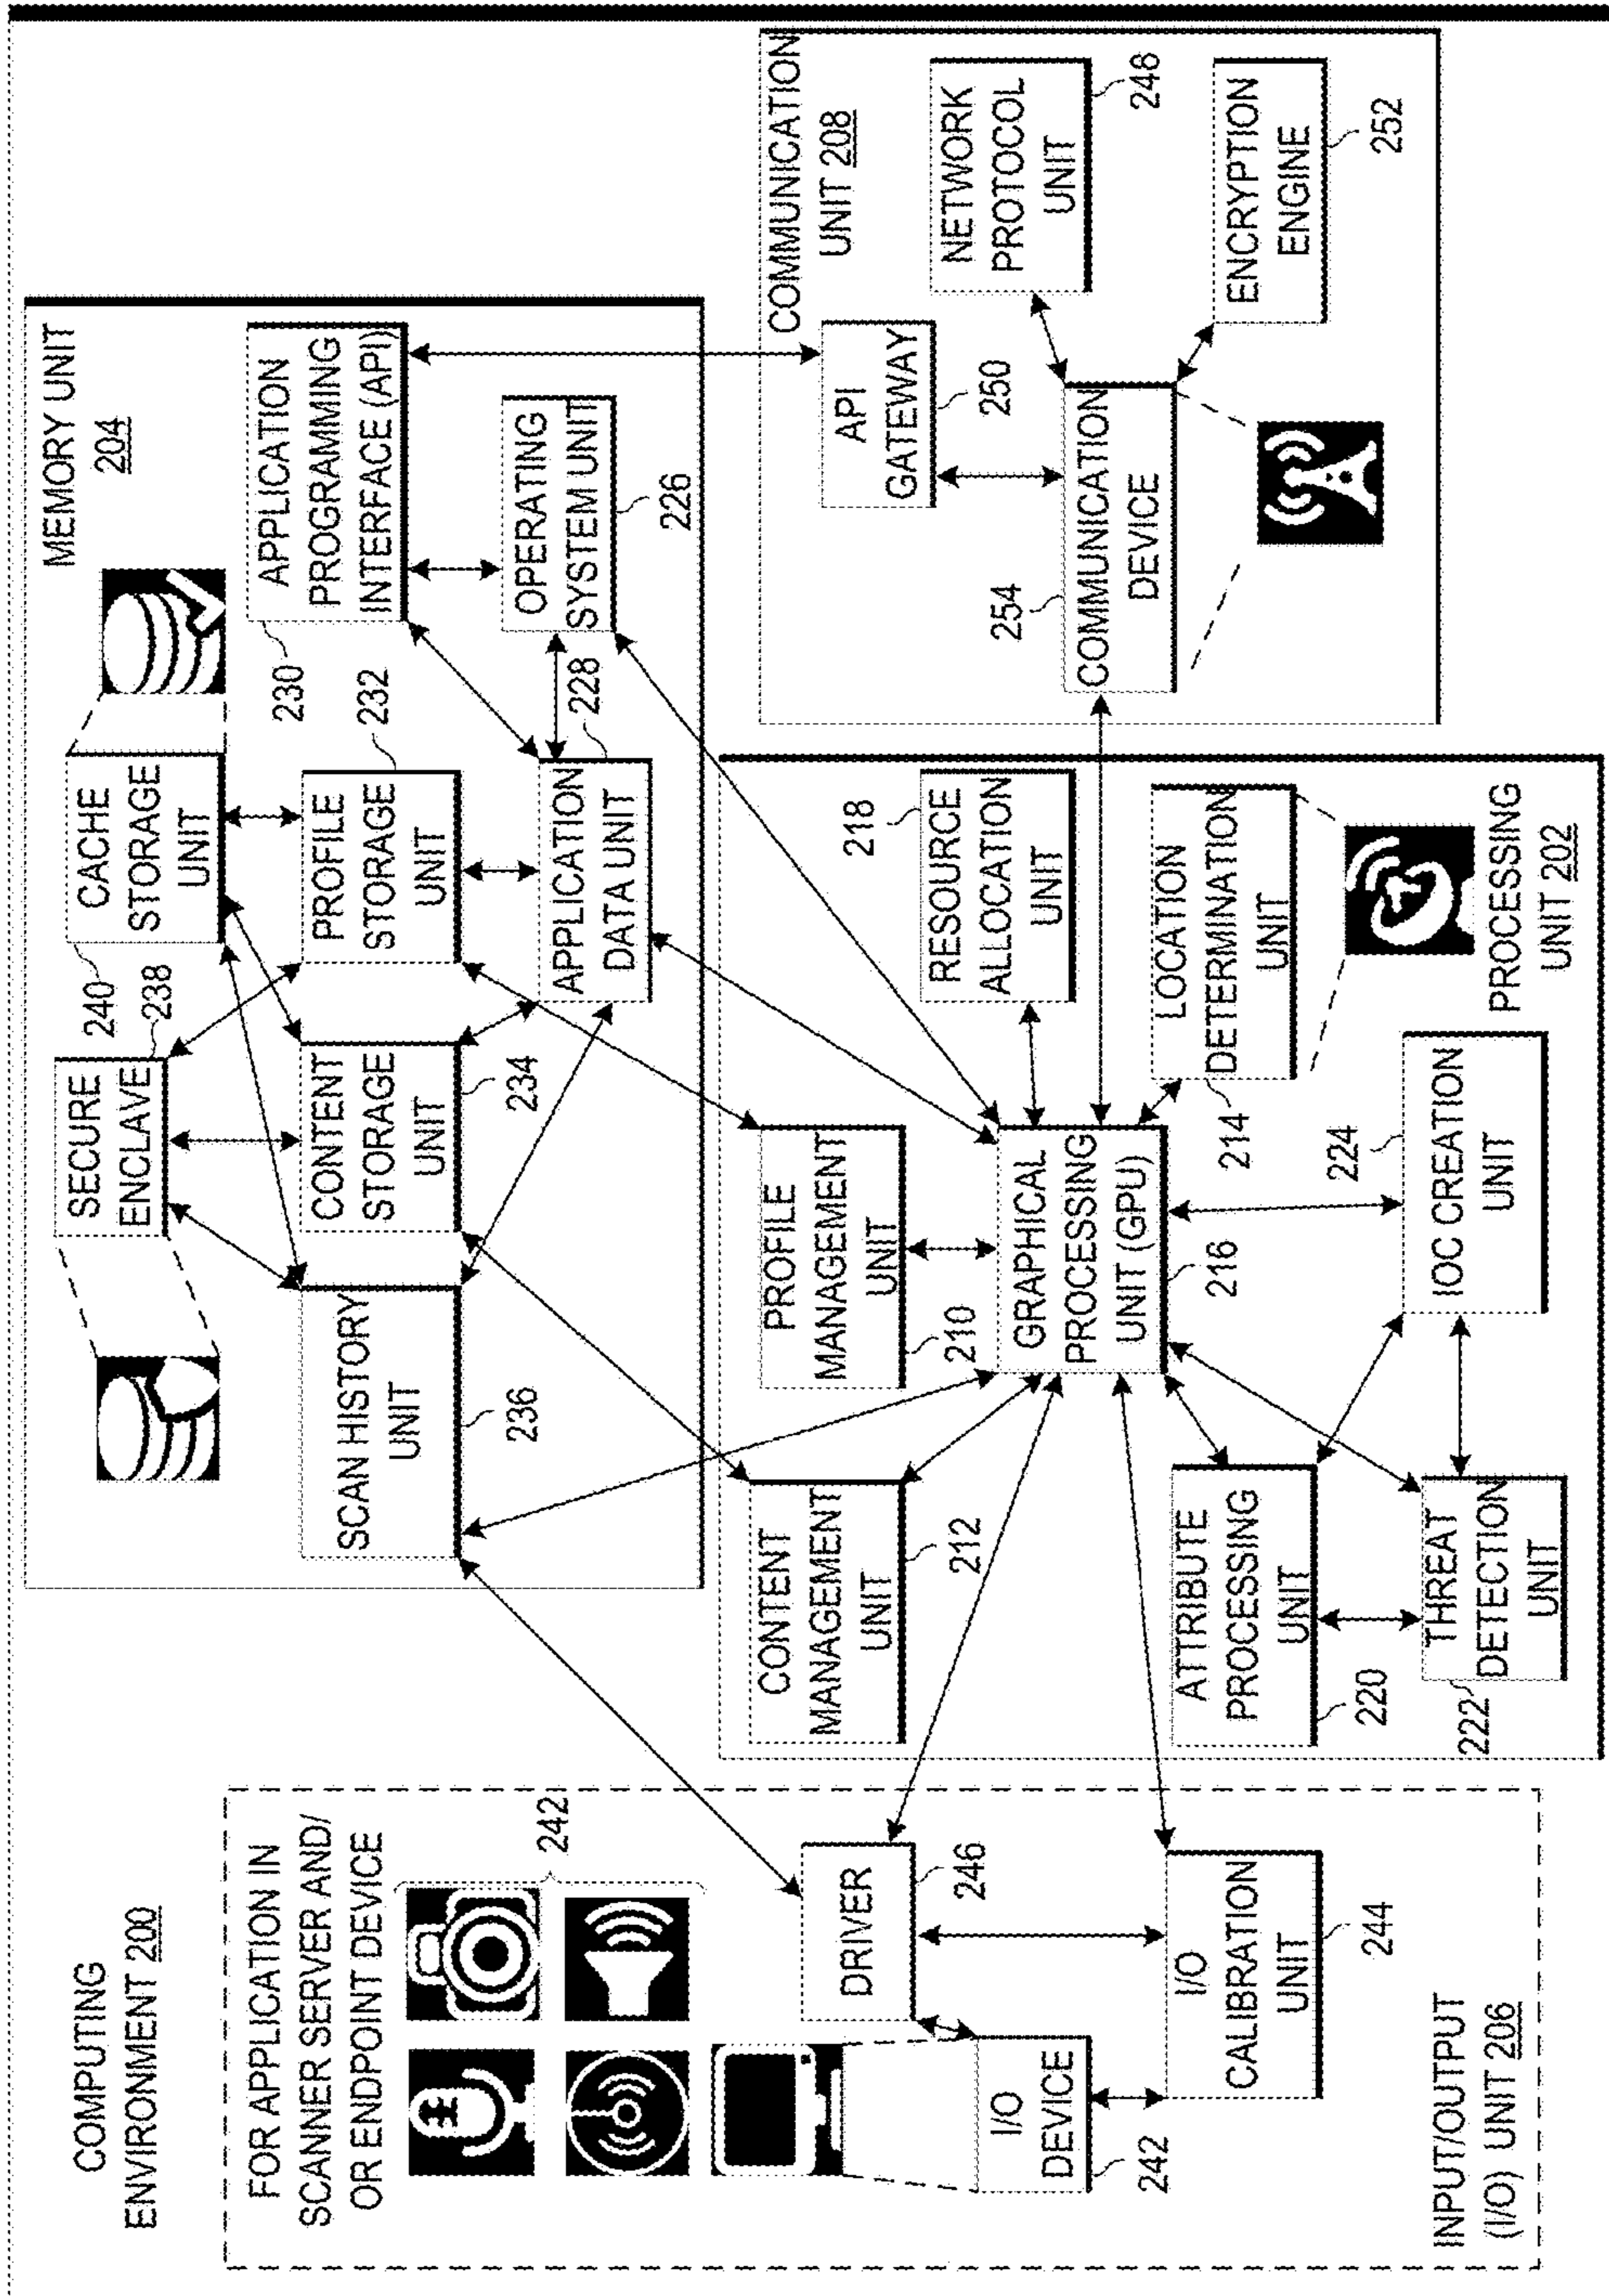 COMPUTING
ENVIRONMENT 200
FOR APPLICATION IN
SCANNER SERVER AND/
OR ENDPOINT DEVICE
242
DRIVER
246
I/O
DEVICE
242
I/O
CALIBRATION
UNIT
244
INPUT/OUTPUT
(I/O) UNIT 206
MEMORY UNIT
204
SECURE
ENCLAVE
238
240
CACHE
STORAGE
UNIT
SCAN HISTORY
UNIT
236
CONTENT
STORAGE
UNIT
234
PROFILE
STORAGE
UNIT
232
APPLICATION
PROGRAMMING
INTERFACE (API)
230
APPLICATION
DATA UNIT
228
OPERATING
SYSTEM UNIT
226
CONTENT
MANAGEMENT
UNIT
212
PROFILE
MANAGEMENT
UNIT
210
RESOURCE
ALLOCATION
UNIT
218
GRAPHICAL
PROCESSING
UNIT (GPU)
216
LOCATION
DETERMINATION
UNIT
214
ATTRIBUTE
PROCESSING
UNIT
220
THREAT
DETECTION
UNIT
222
IOC CREATION
UNIT
224
PROCESSING
UNIT 202
COMMUNICATION
UNIT 208
API
GATEWAY
250
NETWORK
PROTOCOL
UNIT
248
COMMUNICATION
DEVICE
254
ENCRYPTION
ENGINE
252